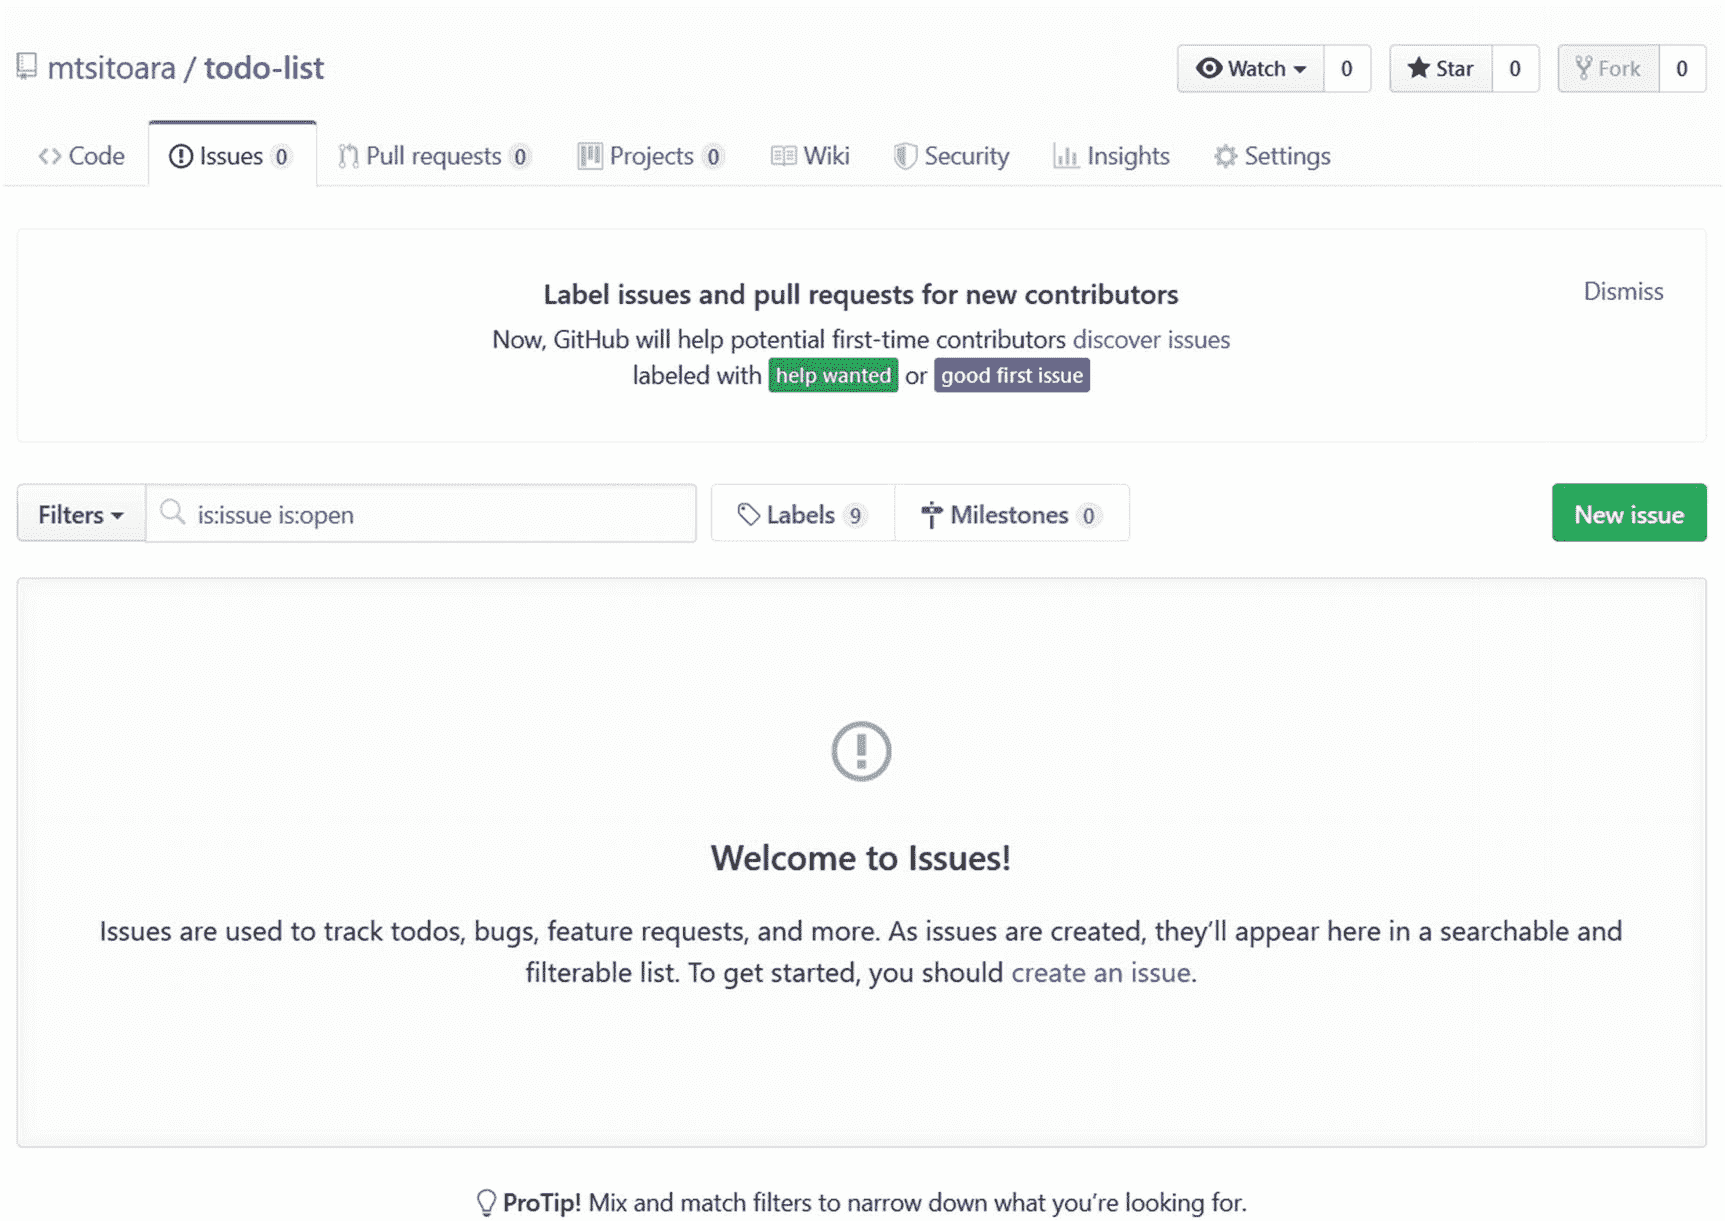 mtsitoara / todo-list
Watch 0 Star 0 Fork 0
Code Issues 0 Pull requests 0 Projects 0 Wiki Security Insights Settings
Label issues and pull requests for new contributors
Dismiss
Now, GitHub will help potential first-time contributors discover issues
labeled with help wanted or good first issue
Filters is:issue is:open Labels 9 Milestones 0 New issue
Welcome to Issues!
Issues are used to track todos, bugs, feature requests, and more. As issues are created, they’ll appear here in a searchable and
filterable list. To get started, you should create an issue.
ProTip! Mix and match filters to narrow down what you’re looking for.